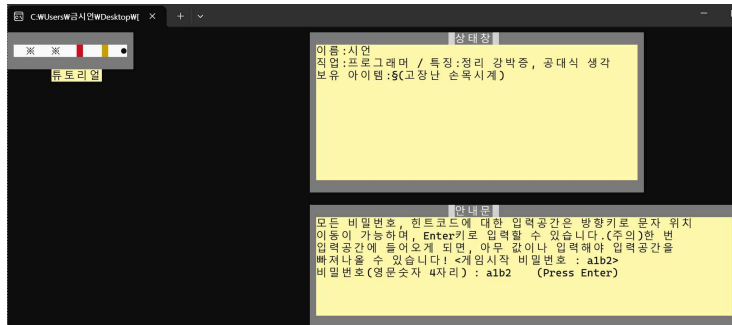 C:₩Users₩금시언₩Desktop₩[
※ ※
튜토리얼
상태창
이름:시언
직업:프로그래머 / 특징:정리 강박증, 공대식 생각
보유 아이템:§(고장난 손목시계)
안내문
모든 비밀번호, 힌트코드에 대한 입력공간은 방향키로 문자 위치
이동이 가능하며, Enter키로 입력할 수 있습니다.(주의)한 번
입력공간에 들어오게 되면, 아무 값이나 입력해야 입력공간을
빠져나올 수 있습니다! <게임시작 비밀번호 : a1b2>
비밀번호(영문숫자 4자리) : a1b2 (Press Enter)